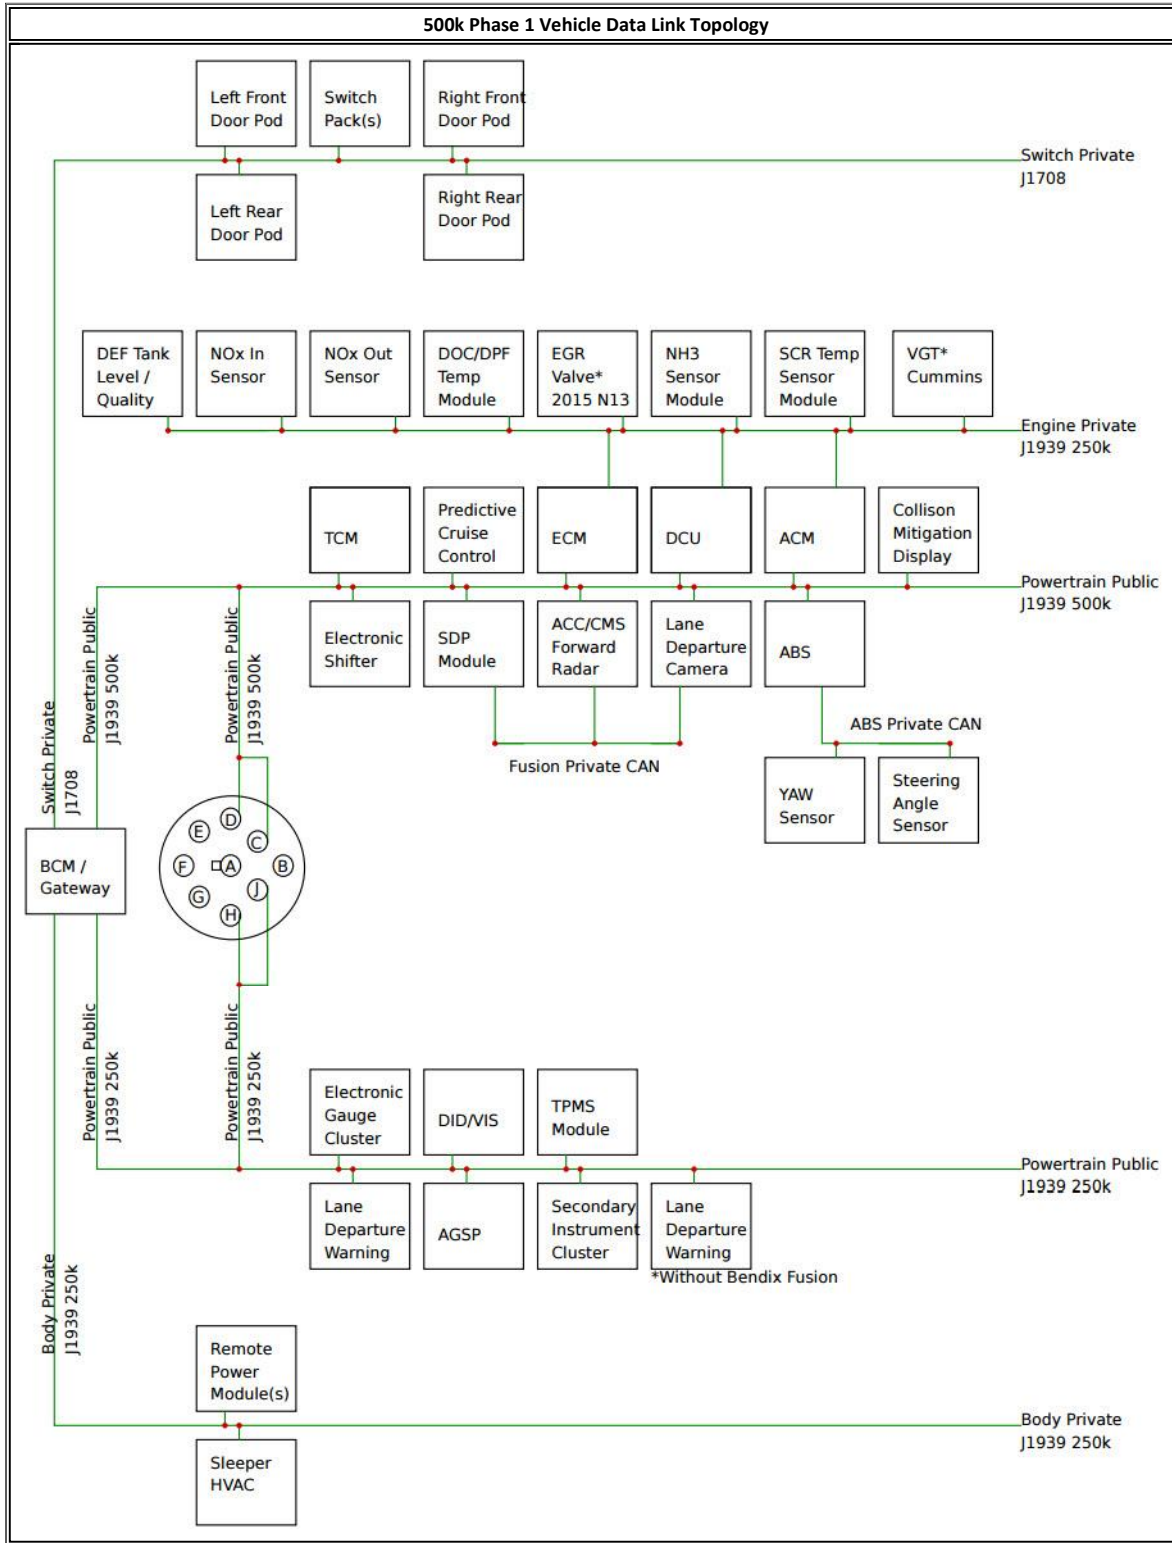 500k Phase 1 Vehicle Data Link Topology
Left Front
Door Pod
Switch
Pack(s)
Right Front
Door Pod
Switch Private
J1708
Left Rear
Door Pod
Right Rear
Door Pod
DEF Tank
Level /
Quality
NOx In
Sensor
NOx Out
Sensor
DOC/DPF
Temp
Module
EGR
Valve*
2015 N13
NH3
Sensor
Module
SCR Temp
Sensor
Module
VGT*
Cummins
Engine Private
J1939 250k
TCM
Predictive
Cruise
Control
ECM
DCU
ACM
Collison
Mitigation
Display
Powertrain Public
J1939 500k
Electronic
Shifter
SDP
Module
ACC/CMS
Forward
Radar
Lane
Departure
Camera
ABS
Fusion Private CAN
ABS Private CAN
YAW
Sensor
Steering
Angle
Sensor
Switch Private
J1708
Powertrain Public
J1939 500k
Powertrain Public
J1939 500k
BCM /
Gateway
D
E
C
F
A
B
G
J
H
Powertrain Public
J1939 250k
Powertrain Public
J1939 250k
Electronic
Gauge
Cluster
DID/VIS
TPMS
Module
Powertrain Public
J1939 250k
Lane
Departure
Warning
AGSP
Secondary
Instrument
Cluster
Lane
Departure
Warning
*Without Bendix Fusion
Body Private
J1939 250k
Remote
Power
Module(s)
Body Private
J1939 250k
Sleeper
HVAC